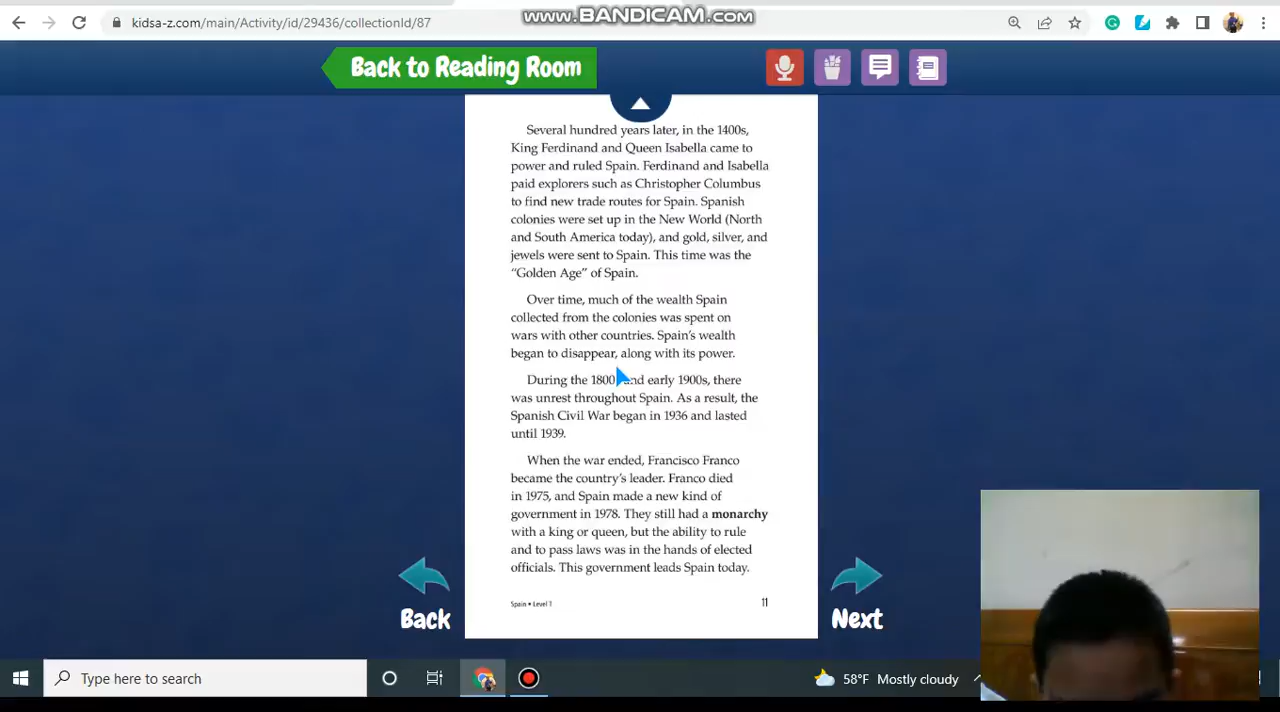 www.BANDICAM.com
kidsa-z.com/main/Activity/id/29436/collectionId/87
Back to Reading Room
Several hundred years later, in the 1400s,
King Ferdinand and Queen Isabella came to
power and ruled Spain. Ferdinand and Isabella
paid explorers such as Christopher Columbus
to find new trade routes for Spain. Spanish
colonies were set up in the New World (North
and South America today), and gold, silver, and
jewels were sent to Spain. This time was the
“Golden Age” of Spain.
Over time, much of the wealth Spain
collected from the colonies was spent on
wars with other countries. Spain’s wealth
began to disappear, along with its power.
During the 1800 and early 1900s, there
was unrest throughout Spain. As a result, the
Spanish Civil War began in 1936 and lasted
until 1939.
When the war ended, Francisco Franco
became the country’s leader. Franco died
in 1975, and Spain made a new kind of
government in 1978. They still had a monarchy
with a king or queen, but the ability to rule
and to pass laws was in the hands of elected
officials. This government leads Spain today.
Spain • Level T
11
Back
Next
Type here to search
58°F Mostly cloudy